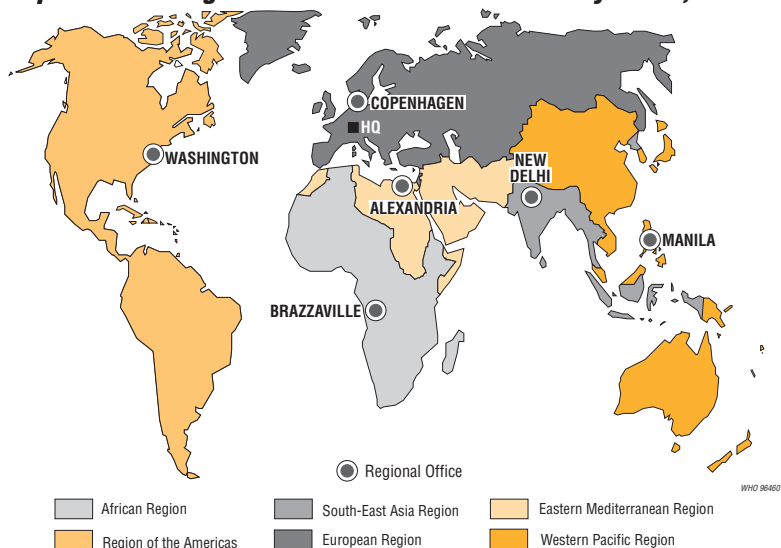 COPENHAGEN
HQ
WASHINGTON
NEW
DELHI
ALEXANDRIA
MANILA
BRAZZAVILLE
Regional Office
WHO 96460
African Region
South-East Asia Region
Eastern Mediterranean Region
Region of the Americas
European Region
Western Pacific Region